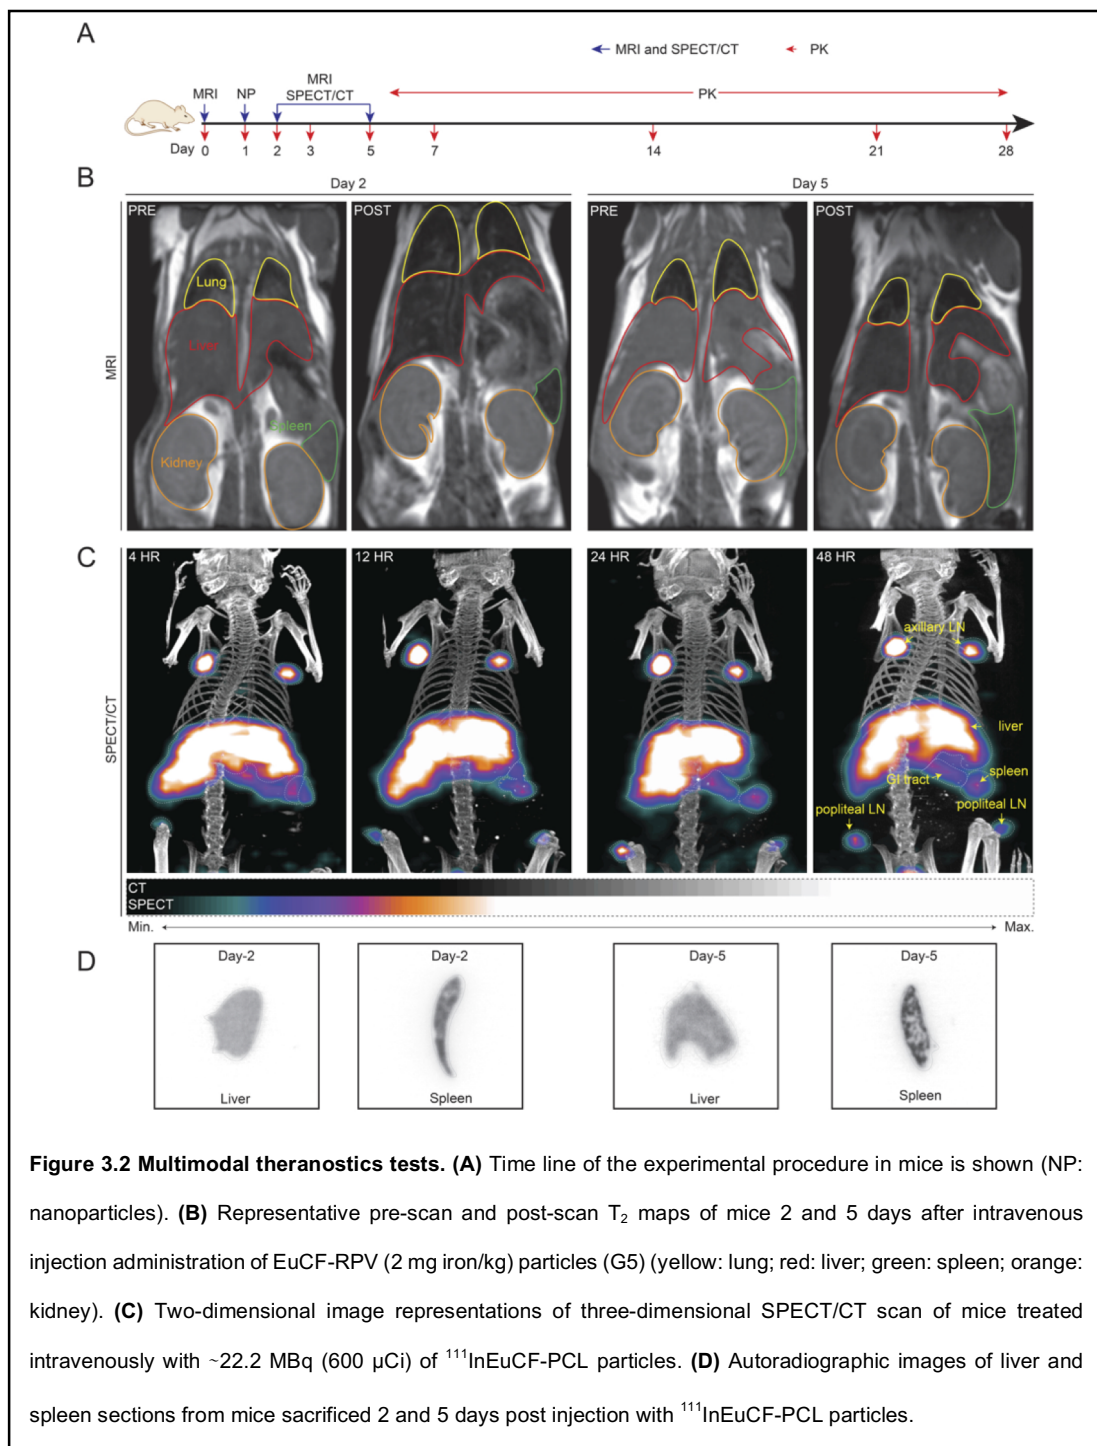 A
MRI and SPECT/CT
PK
MRI
NP
MRI
SPECT/CT
PK
Day 0 1 2 3 5 7 14 21 28
B
Day 2
Day 5
MRI
PRE
POST
PRE
POST
Lung
Liver
Spleen
Kidney
C
SPECT/CT
4 HR
12 HR
24 HR
48 HR
axillary LN
liver
GI tract
spleen
popliteal LN
popliteal LN
CT
SPECT
Min.
Max.
D
Day-2
Day-2
Day-5
Day-5
Liver
Spleen
Liver
Spleen
Figure 3.2 Multimodal theranostics tests. (A) Time line of the experimental procedure in mice is shown (NP:
nanoparticles). (B) Representative pre-scan and post-scan T₂ maps of mice 2 and 5 days after intravenous
injection administration of EuCF-RPV (2 mg iron/kg) particles (G5) (yellow: lung; red: liver; green: spleen; orange:
kidney). (C) Two-dimensional image representations of three-dimensional SPECT/CT scan of mice treated
intravenously with ~22.2 MBq (600 µCi) of ¹¹¹InEuCF-PCL particles. (D) Autoradiographic images of liver and
spleen sections from mice sacrificed 2 and 5 days post injection with ¹¹¹InEuCF-PCL particles.